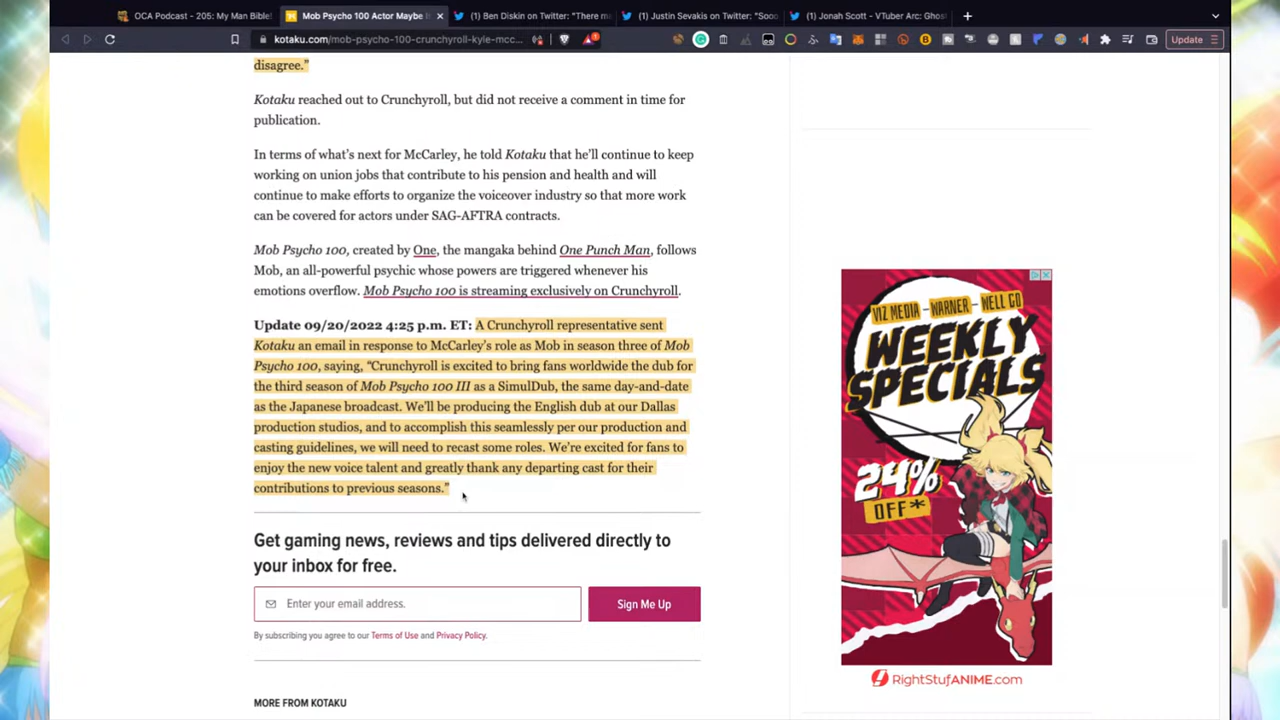 OCA Podcast - 205: My Man Bible!
Mob Psycho 100 Actor Maybe
(1) Ben Diskin on Twitter: "There m
(1) Justin Sevakis on Twitter: "Sooo
(1) Jonah Scott - VTuber Arc: Ghos
kotaku.com/mob-psycho-100-crunchyroll-kyle-mcc...
Update
disagree."
Kotaku reached out to Crunchyroll, but did not receive a comment in time for
publication.
In terms of what's next for McCarley, he told Kotaku that he'll continue to keep
working on union jobs that contribute to his pension and health and will
continue to make efforts to organize the voiceover industry so that more work
can be covered for actors under SAG-AFTRA contracts.
Mob Psycho 100, created by One, the mangaka behind One Punch Man, follows
Mob, an all-powerful psychic whose powers are triggered whenever his
emotions overflow. Mob Psycho 100 is streaming exclusively on Crunchyroll.
Update 09/20/2022 4:25 p.m. ET: A Crunchyroll representative sent
Kotaku an email in response to McCarley's role as Mob in season three of Mob
Psycho 100, saying, "Crunchyroll is excited to bring fans worldwide the dub for
the third season of Mob Psycho 100 III as a SimulDub, the same day-and-date
as the Japanese broadcast. We'll be producing the English dub at our Dallas
production studios, and to accomplish this seamlessly per our production and
casting guidelines, we will need to recast some roles. We're excited for fans to
enjoy the new voice talent and greatly thank any departing cast for their
contributions to previous seasons."
Get gaming news, reviews and tips delivered directly to
your inbox for free.
Enter your email address.
Sign Me Up
By subscribing you agree to our Terms of Use and Privacy Policy.
MORE FROM KOTAKU
VIZ MEDIA – WARNER – WELL GO
WEEKLY
SPECIALS
24%
OFF*
RightStufANIME.com